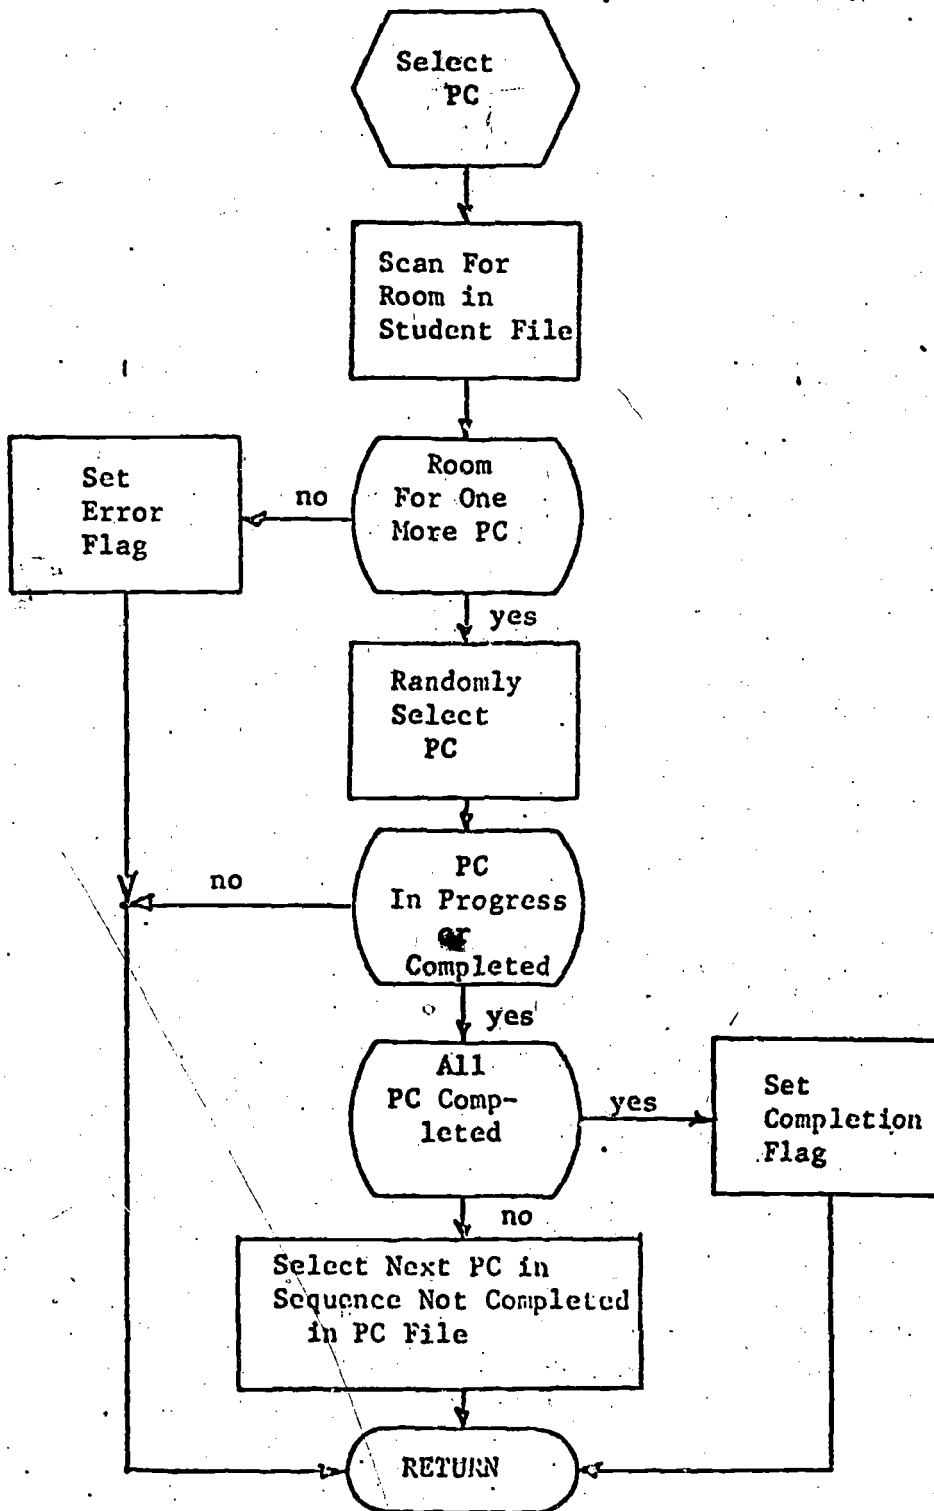 Select
PC
Scan For
Room in
Student File
Room
For One
More PC
no
Set
Error
Flag
yes
Randomly
Select
PC
PC
In Progress
or
Completed
no
yes
All
PC Comp-
leted
yes
Set
Completion
Flag
no
Select Next PC in
Sequence Not Completed
in PC File
RETURN